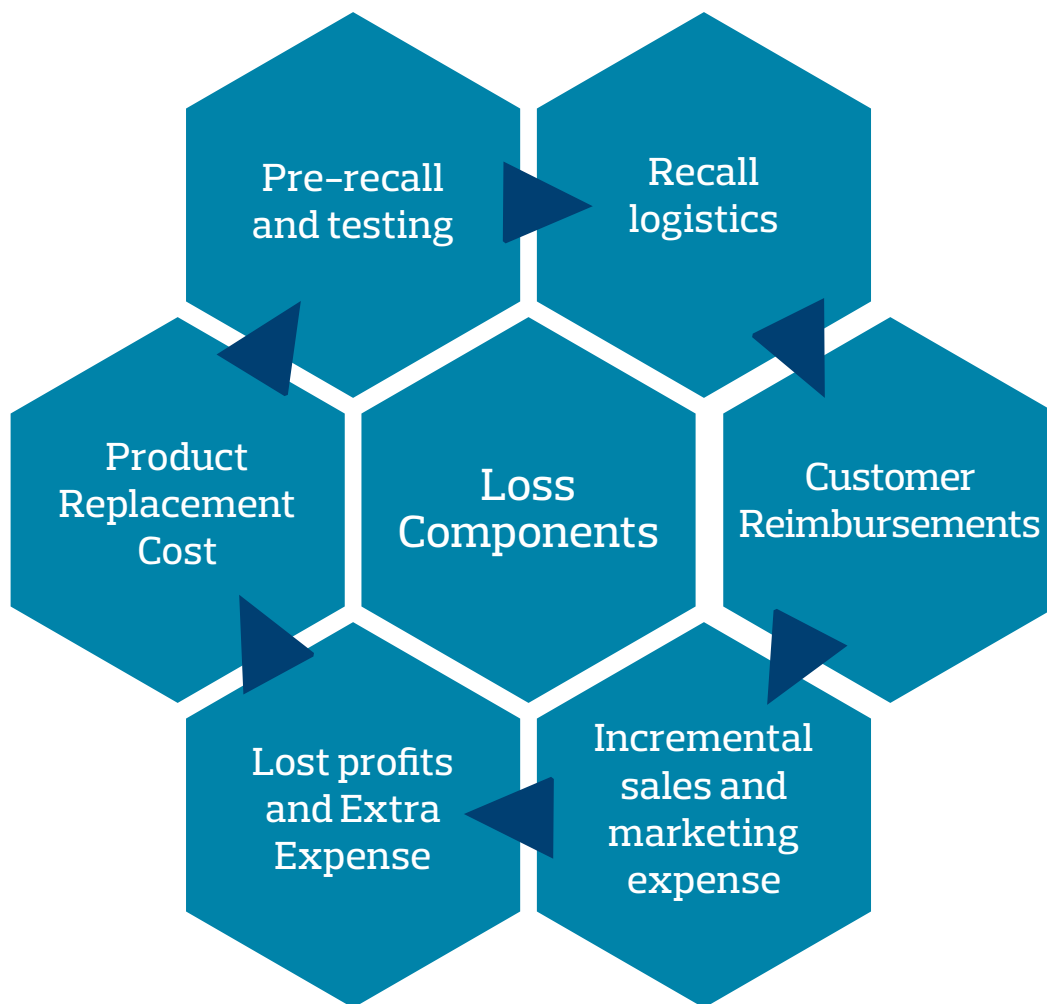 Pre-recall
and testing
Recall
logistics
Product
Replacement
Cost
Loss
Components
Customer
Reimbursements
Lost profits
and Extra
Expense
Incremental
sales and
marketing
expense